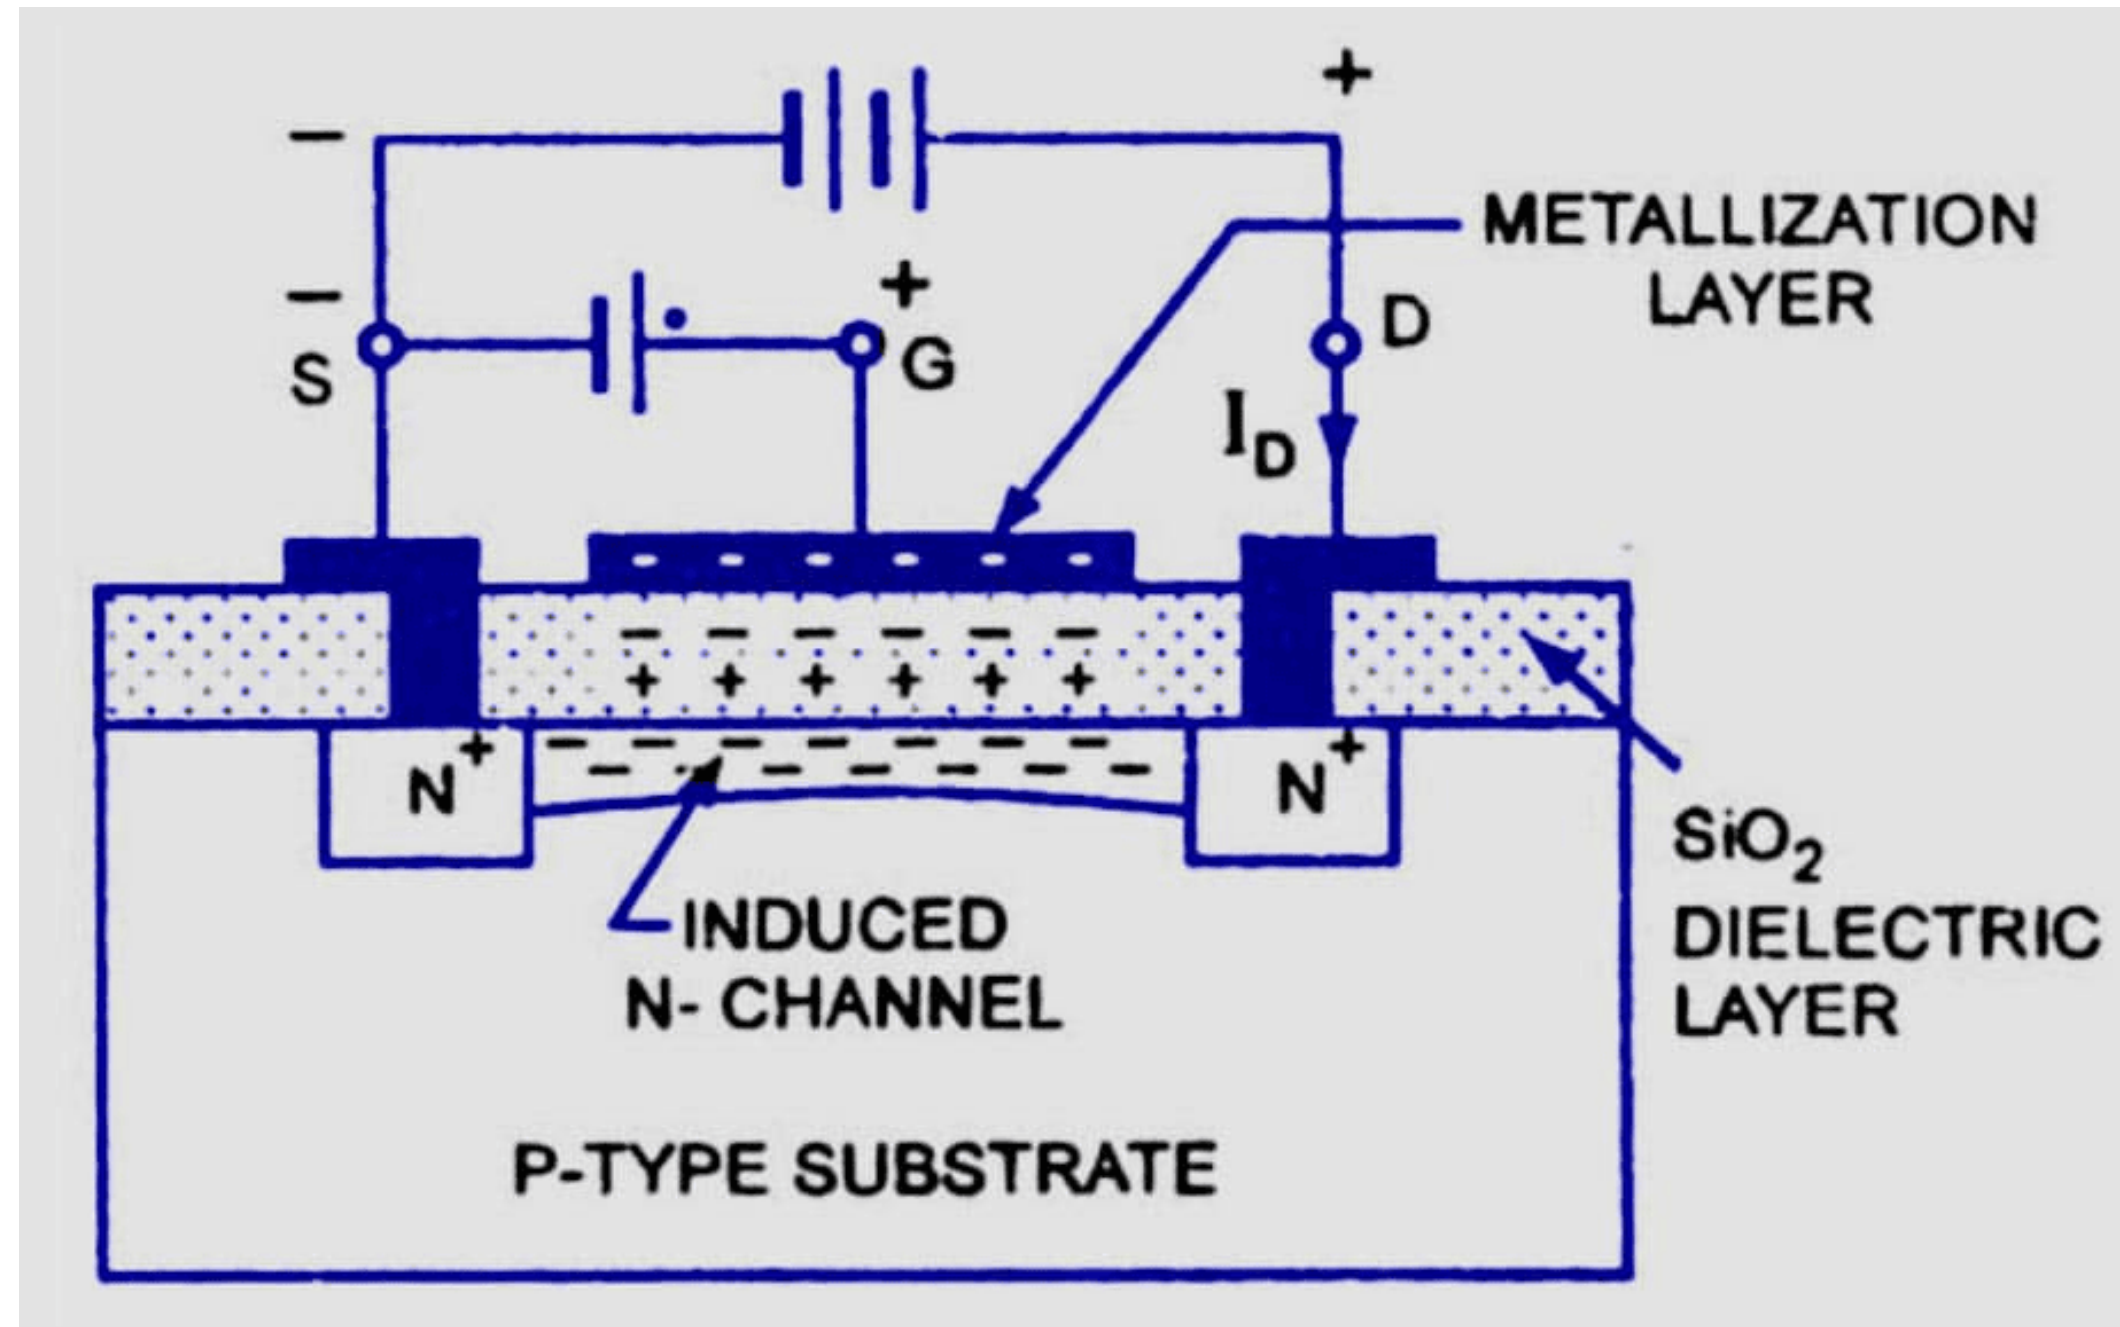 −
+
METALLIZATION
LAYER
−
+
S
G
D
I_D
− − − − − −
− − − − − −
+ + + + + +
N+
− − − − − − −
− − − − − − −
N+
SiO₂
DIELECTRIC
LAYER
INDUCED
N- CHANNEL
P-TYPE SUBSTRATE